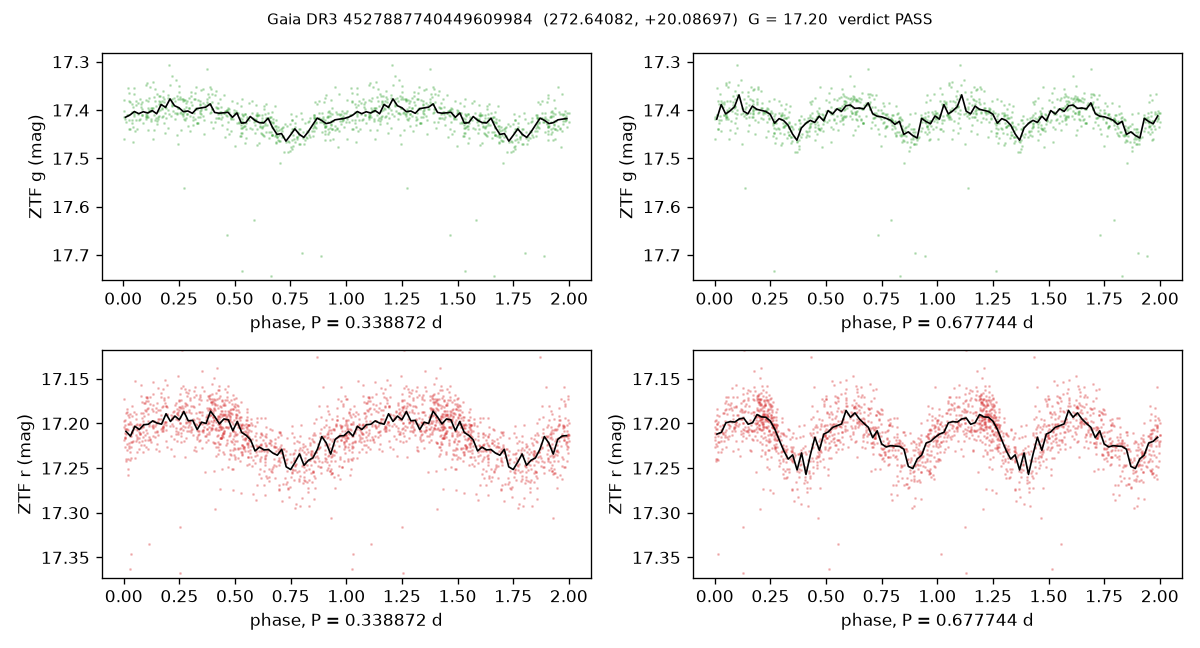 Gaia DR3 4527887740449609984  (272.64082, +20.08697)  G = 17.20  verdict PASS
ZTF g (mag)
17.3
17.4
17.5
17.6
17.7
0.00 0.25 0.50 0.75 1.00 1.25 1.50 1.75 2.00
phase, P = 0.338872 d
ZTF g (mag)
17.3
17.4
17.5
17.6
17.7
0.00 0.25 0.50 0.75 1.00 1.25 1.50 1.75 2.00
phase, P = 0.677744 d
ZTF r (mag)
17.15
17.20
17.25
17.30
17.35
0.00 0.25 0.50 0.75 1.00 1.25 1.50 1.75 2.00
phase, P = 0.338872 d
ZTF r (mag)
17.15
17.20
17.25
17.30
17.35
0.00 0.25 0.50 0.75 1.00 1.25 1.50 1.75 2.00
phase, P = 0.677744 d